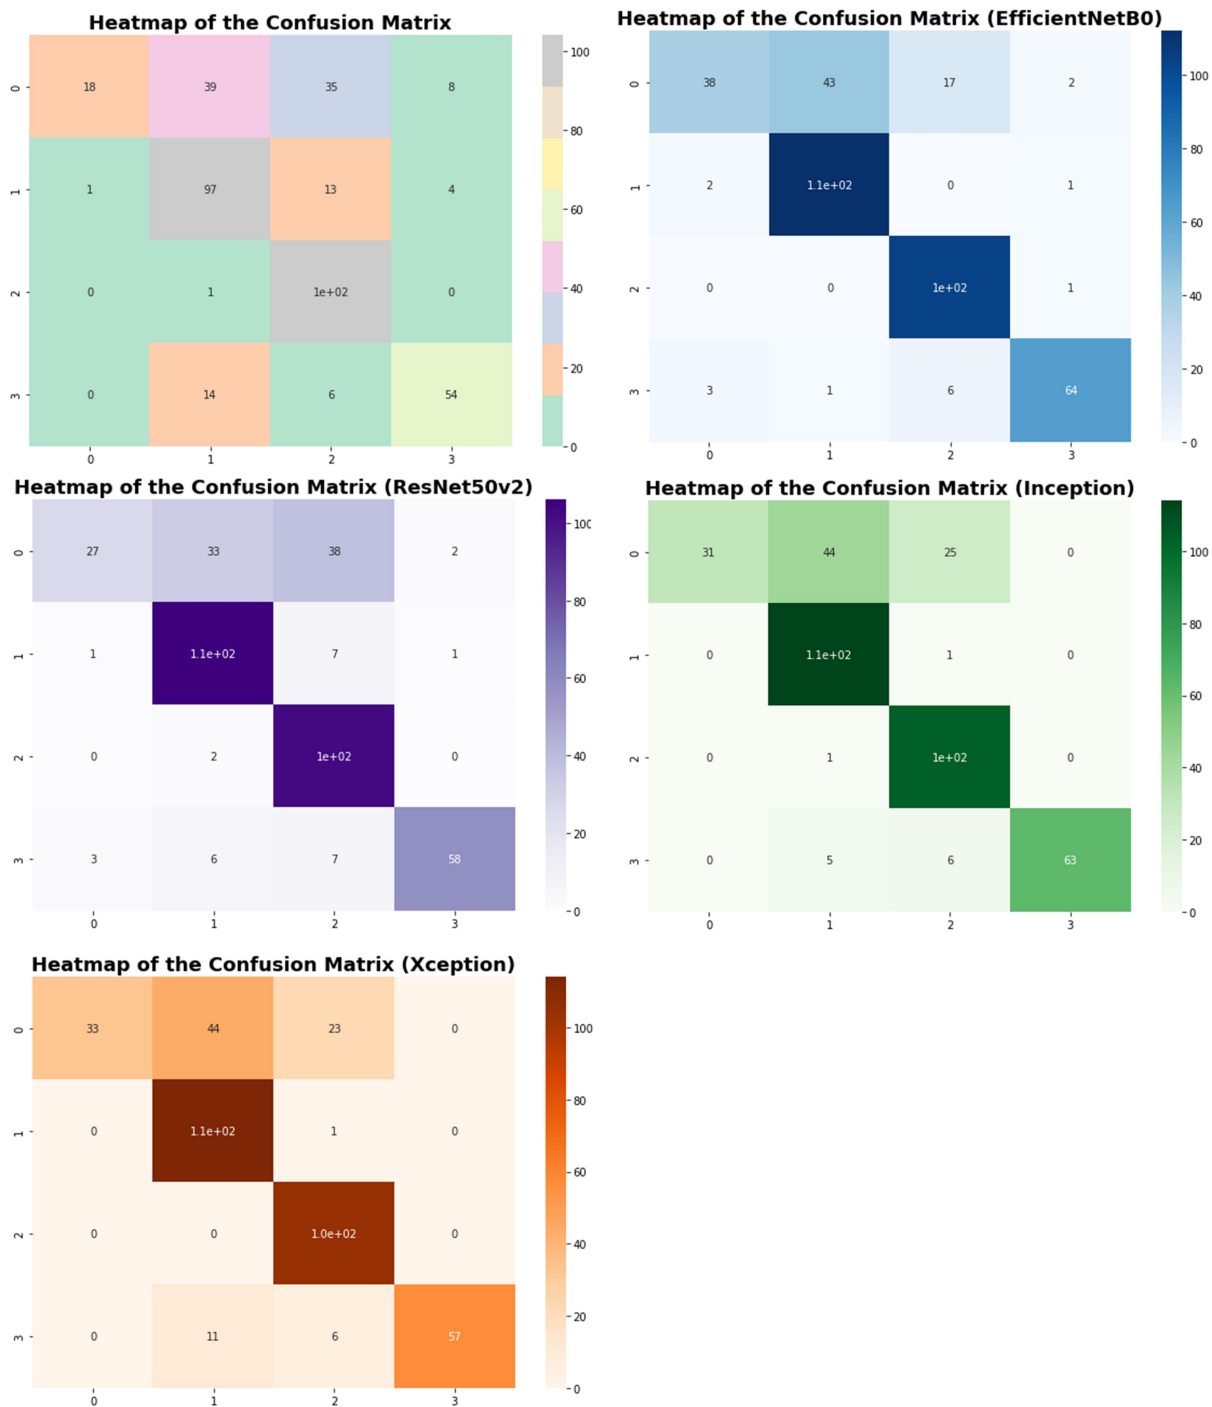 Heatmap of the Confusion Matrix
0 18 39 35 8
1 1 97 13 4
2 0 1 1e+02 0
3 0 14 6 54
0 1 2 3
100
80
60
40
20
0
Heatmap of the Confusion Matrix (EfficientNetB0)
0 38 43 17 2
1 2 1.1e+02 0 1
2 0 0 1e+02 1
3 3 1 6 64
0 1 2 3
100
80
60
40
20
0
Heatmap of the Confusion Matrix (ResNet50v2)
0 27 33 38 2
1 1 1.1e+02 7 1
2 0 2 1e+02 0
3 3 6 7 58
0 1 2 3
100
80
60
40
20
0
Heatmap of the Confusion Matrix (Inception)
0 31 44 25 0
1 0 1.1e+02 1 0
2 0 1 1e+02 0
3 0 5 6 63
0 1 2 3
100
80
60
40
20
0
Heatmap of the Confusion Matrix (Xception)
0 33 44 23 0
1 0 1.1e+02 1 0
2 0 0 1.0e+02 0
3 0 11 6 57
0 1 2 3
100
80
60
40
20
0